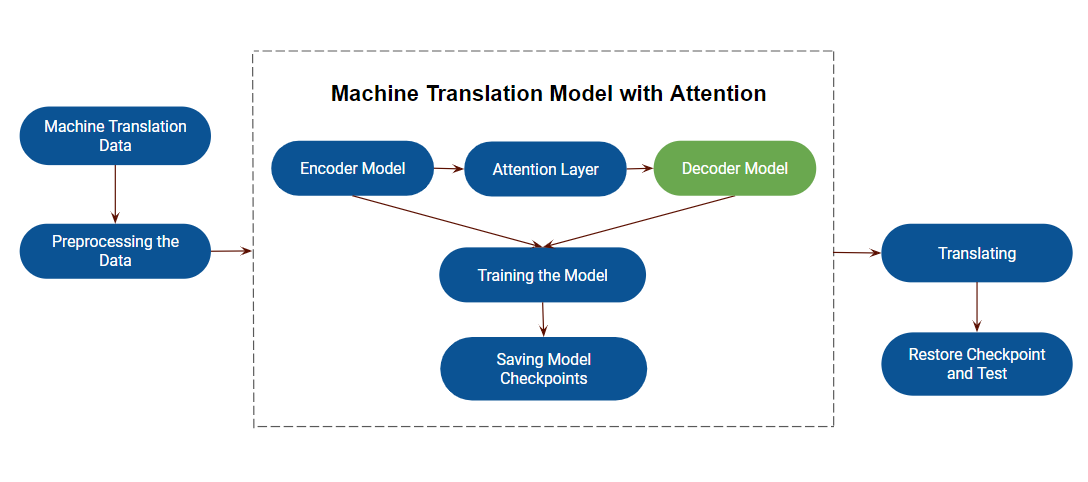 Machine Translation Model with Attention
Machine Translation
Data
Preprocessing the
Data
Encoder Model
Attention Layer
Decoder Model
Training the Model
Saving Model
Checkpoints
Translating
Restore Checkpoint
and Test